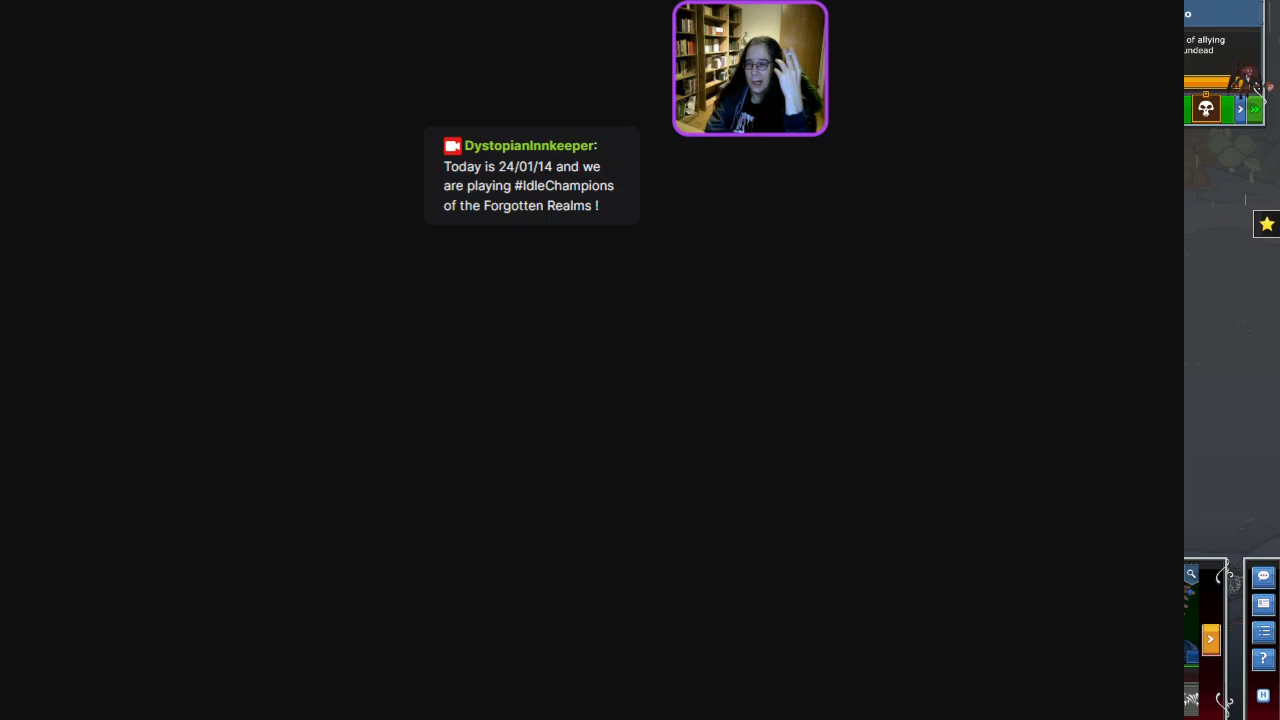 o
of allying
undead
DystopianInnkeeper:
Today is 24/01/14 and we
are playing #IdleChampions
of the Forgotten Realms !
?
H